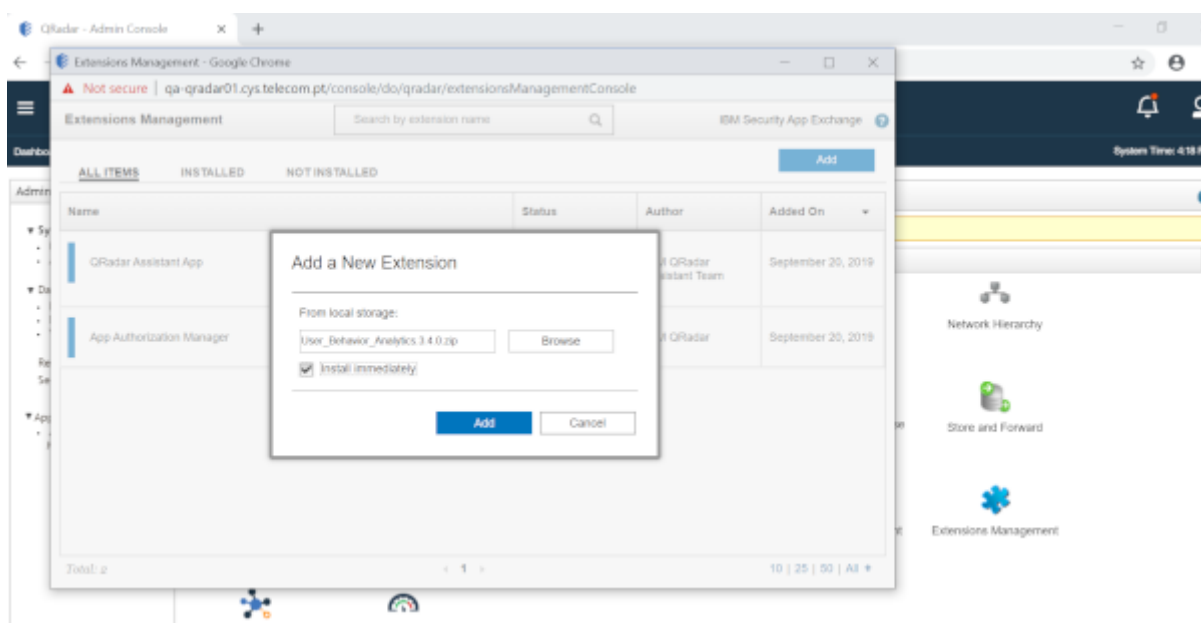 QRadar - Admin Console
Extensions Management - Google Chrome
Not secure | qa-qradar01.cys.telecom.pt/console/do/qradar/extensionsManagementConsole
Extensions Management
Search by extension name
IBM Security App Exchange
System Time: 4:18
Add
ALL ITEMS INSTALLED NOT INSTALLED
Name Status Author Added On
QRadar Assistant App
QRadar
Team
September 20, 2019
App Authorization Manager
QRadar
September 20, 2019
Add a New Extension
From local storage:
User_Behavior_Analytics.3.4.0.zip
Browse
Install immediately
Add
Cancel
Total: 2
1
10 | 25 | 50 | All
Network Hierarchy
Store and Forward
Extensions Management